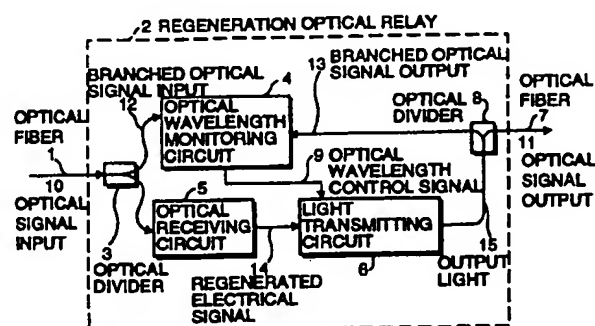 2 REGENERATION OPTICAL RELAY
BRANCHED OPTICAL
SIGNAL INPUT
4
13
BRANCHED OPTICAL
SIGNAL OUTPUT
OPTICAL
FIBER
12
OPTICAL
WAVELENGTH
MONITORING
CIRCUIT
OPTICAL
DIVIDER
8
OPTICAL
FIBER
7
1
10
OPTICAL
SIGNAL
INPUT
3
OPTICAL
DIVIDER
5
OPTICAL
RECEIVING
CIRCUIT
9
OPTICAL
WAVELENGTH
CONTROL SIGNAL
LIGHT
TRANSMITTING
CIRCUIT
6
14
REGENERATED
ELECTRICAL
SIGNAL
15
OUTPUT
LIGHT
11
OPTICAL
SIGNAL
OUTPUT